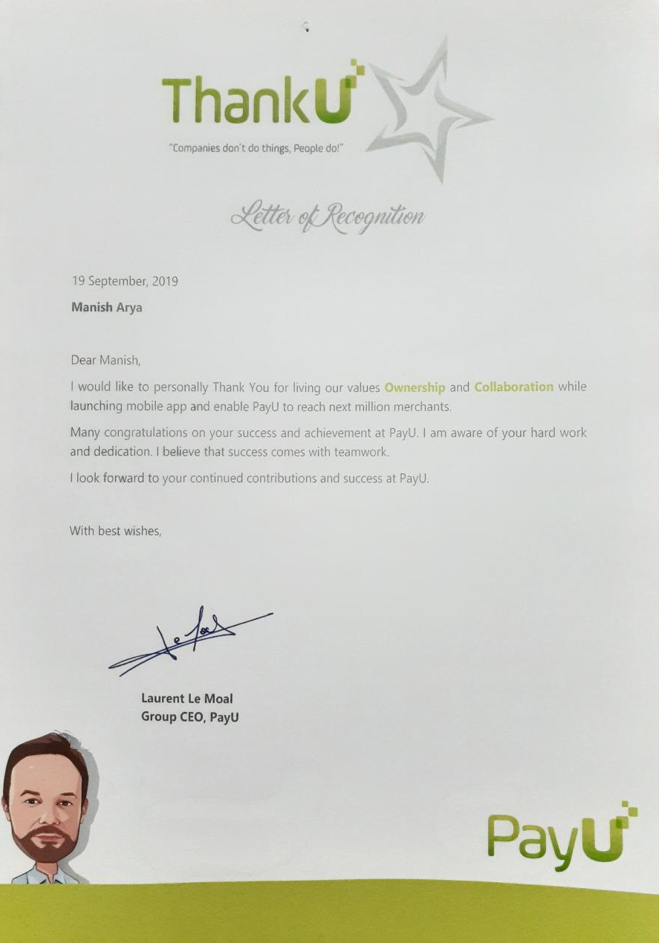 ThankU
"Companies don't do things, People do!"
Letter of Recognition
19 September, 2019
Manish Arya
Dear Manish,
I would like to personally Thank You for living our values Ownership and Collaboration while
launching mobile app and enable PayU to reach next million merchants.
Many congratulations on your success and achievement at PayU. I am aware of your hard work
and dedication. I believe that success comes with teamwork.
I look forward to your continued contributions and success at PayU.
With best wishes,
Le Moal
Laurent Le Moal
Group CEO, PayU
PayU